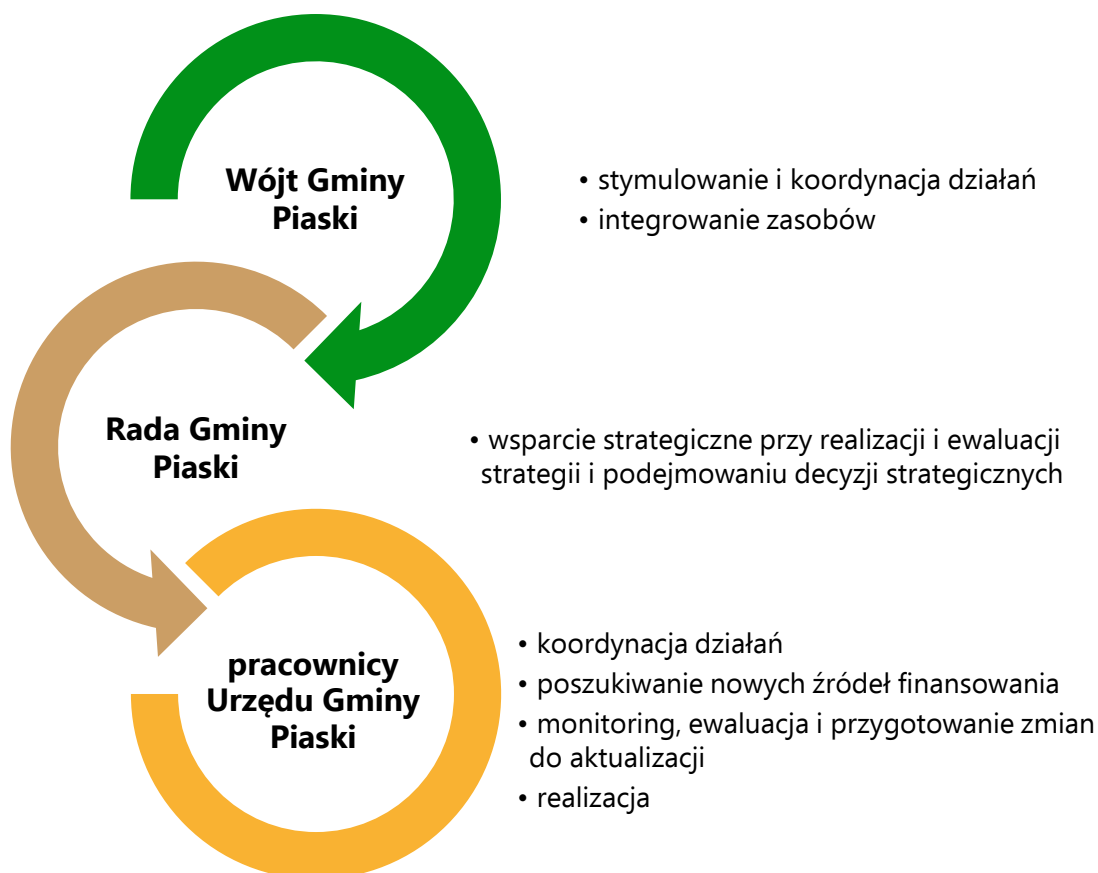 Wójt Gminy
Piaski
• stymulowanie i koordynacja działań
• integrowanie zasobów
Rada Gminy
Piaski
• wsparcie strategiczne przy realizacji i ewaluacji
strategii i podejmowaniu decyzji strategicznych
pracownicy
Urzędu Gminy
Piaski
• koordynacja działań
• poszukiwanie nowych źródeł finansowania
• monitoring, ewaluacja i przygotowanie zmian
do aktualizacji
• realizacja